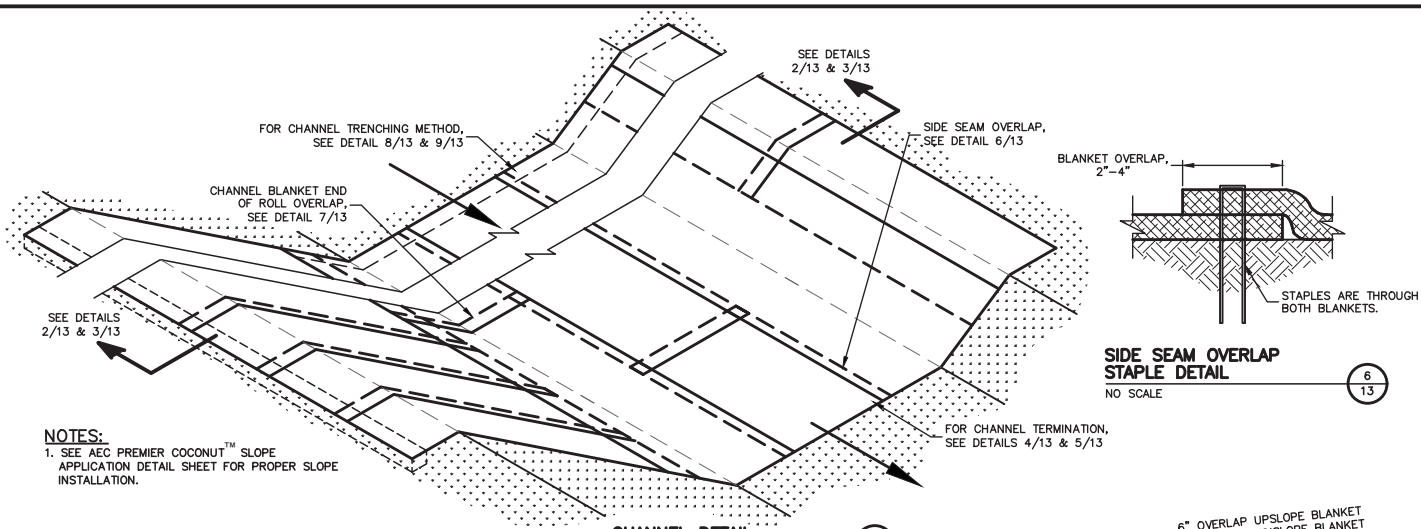 SEE DETAILS
2/13 & 3/13
FOR CHANNEL TRENCHING METHOD,
SEE DETAIL 8/13 & 9/13
SIDE SEAM OVERLAP,
SEE DETAIL 6/13
BLANKET OVERLAP,
2"-4"
CHANNEL BLANKET END
OF ROLL OVERLAP,
SEE DETAIL 7/13
SEE DETAILS
2/13 & 3/13
STAPLES ARE THROUGH
BOTH BLANKETS.
SIDE SEAM OVERLAP
STAPLE DETAIL
NO SCALE
6
13
FOR CHANNEL TERMINATION,
SEE DETAILS 4/13 & 5/13
NOTES:
1. SEE AEC PREMIER COCONUT™ SLOPE
APPLICATION DETAIL SHEET FOR PROPER SLOPE
INSTALLATION.
CHANNEL DETAIL
6" OVERLAP UPSLOPE BLANKET
BLANKET